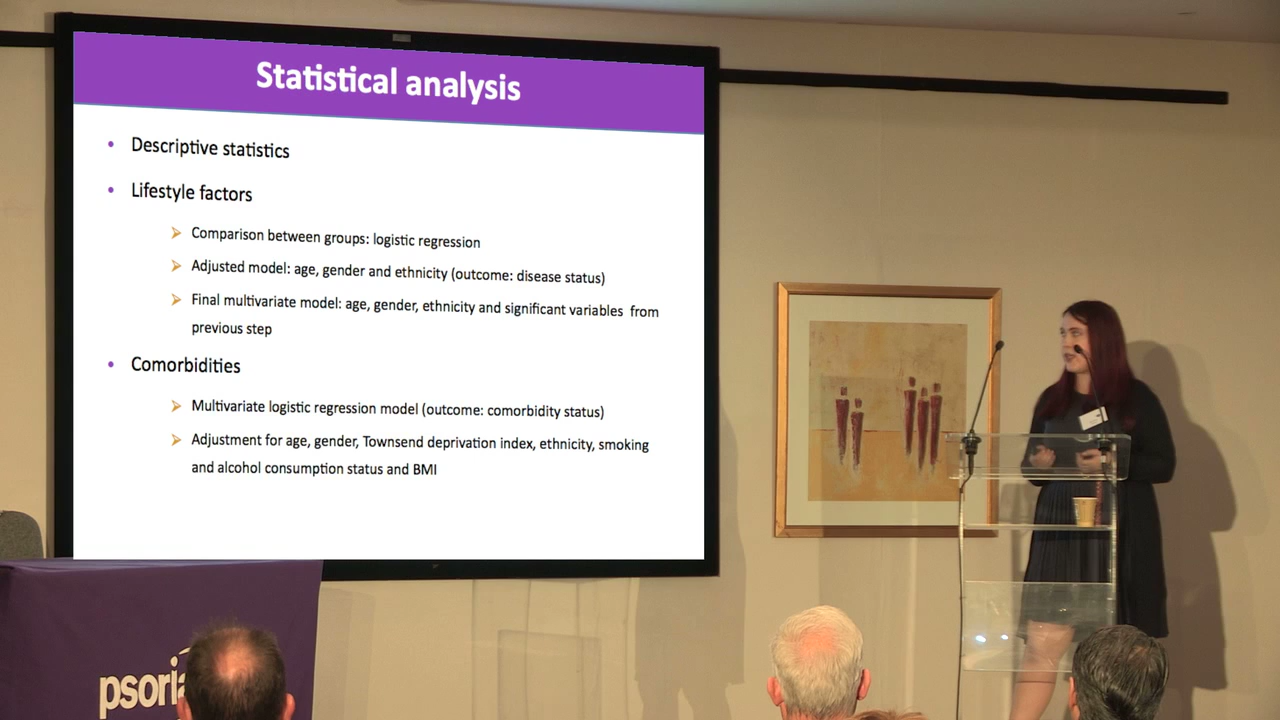 Statistical analysis
• Descriptive statistics
• Lifestyle factors
➢ Comparison between groups: logistic regression
➢ Adjusted model: age, gender and ethnicity (outcome: disease status)
➢ Final multivariate model: age, gender, ethnicity and significant variables from
previous step
• Comorbidities
➢ Multivariate logistic regression model (outcome: comorbidity status)
➢ Adjustment for age, gender, Townsend deprivation index, ethnicity, smoking
and alcohol consumption status and BMI
psoria